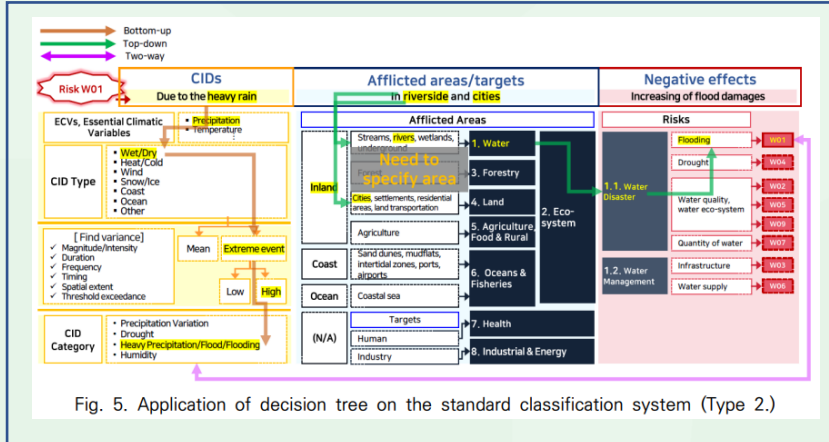 Bottom-up
Top-down
Two-way
Risk W01
CIDs
Due to the heavy rain
Afflicted areas/targets
In riverside and cities
Negative effects
Increasing of flood damages
ECVs, Essential Climatic
Variables
• Precipitation
• Temperature
⋮
CID Type
• Wet/Dry
• Heat/Cold
• Wind
• Snow/Ice
• Coast
• Ocean
• Other
[ Find variance]
✓ Magnitude/Intensity
✓ Duration
✓ Frequency
✓ Timing
✓ Spatial extent
✓ Threshold exceedance
Mean
Extreme event
Low
High
CID
Category
• Precipitation Variation
• Drought
• Heavy Precipitation/Flood/Flooding
• Humidity
Afflicted Areas
Inland
Streams, rivers, wetlands,
underground
Forest
Need to
specify area
Cities, settlements, residential
areas, land transportation
Agriculture
Coast
Sand dunes, mudflats,
intertidal zones, ports,
airports
Ocean
Coastal sea
(N/A)
Targets
Human
Industry
1. Water
3. Forestry
4. Land
5. Agriculture,
Food & Rural
6. Oceans &
Fisheries
2. Eco-
system
7. Health
8. Industrial & Energy
Risks
1.1. Water
Disaster
1.2. Water
Management
Flooding
Drought
Water quality,
water eco-system
Quantity of water
Infrastructure
Water supply
W01
W04
W02
W05
W09
W07
W03
W06
Fig. 5. Application of decision tree on the standard classification system (Type 2.)